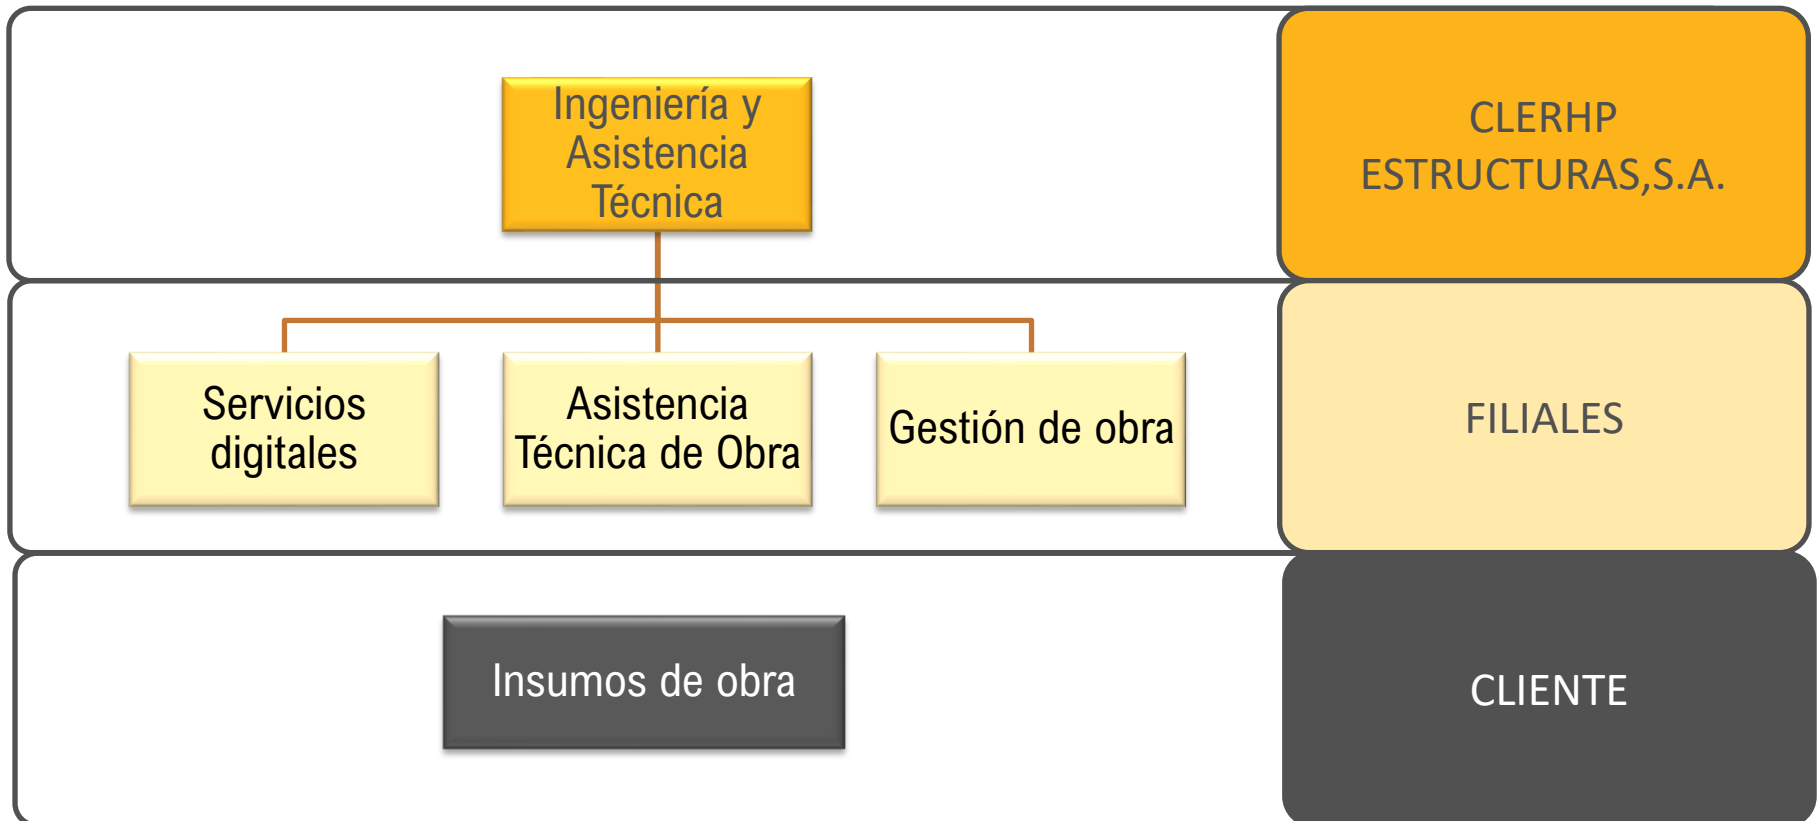 Ingeniería y
Asistencia
Técnica
CLERHP
ESTRUCTURAS,S.A.
Servicios
digitales
Asistencia
Técnica de Obra
Gestión de obra
FILIALES
Insumos de obra
CLIENTE